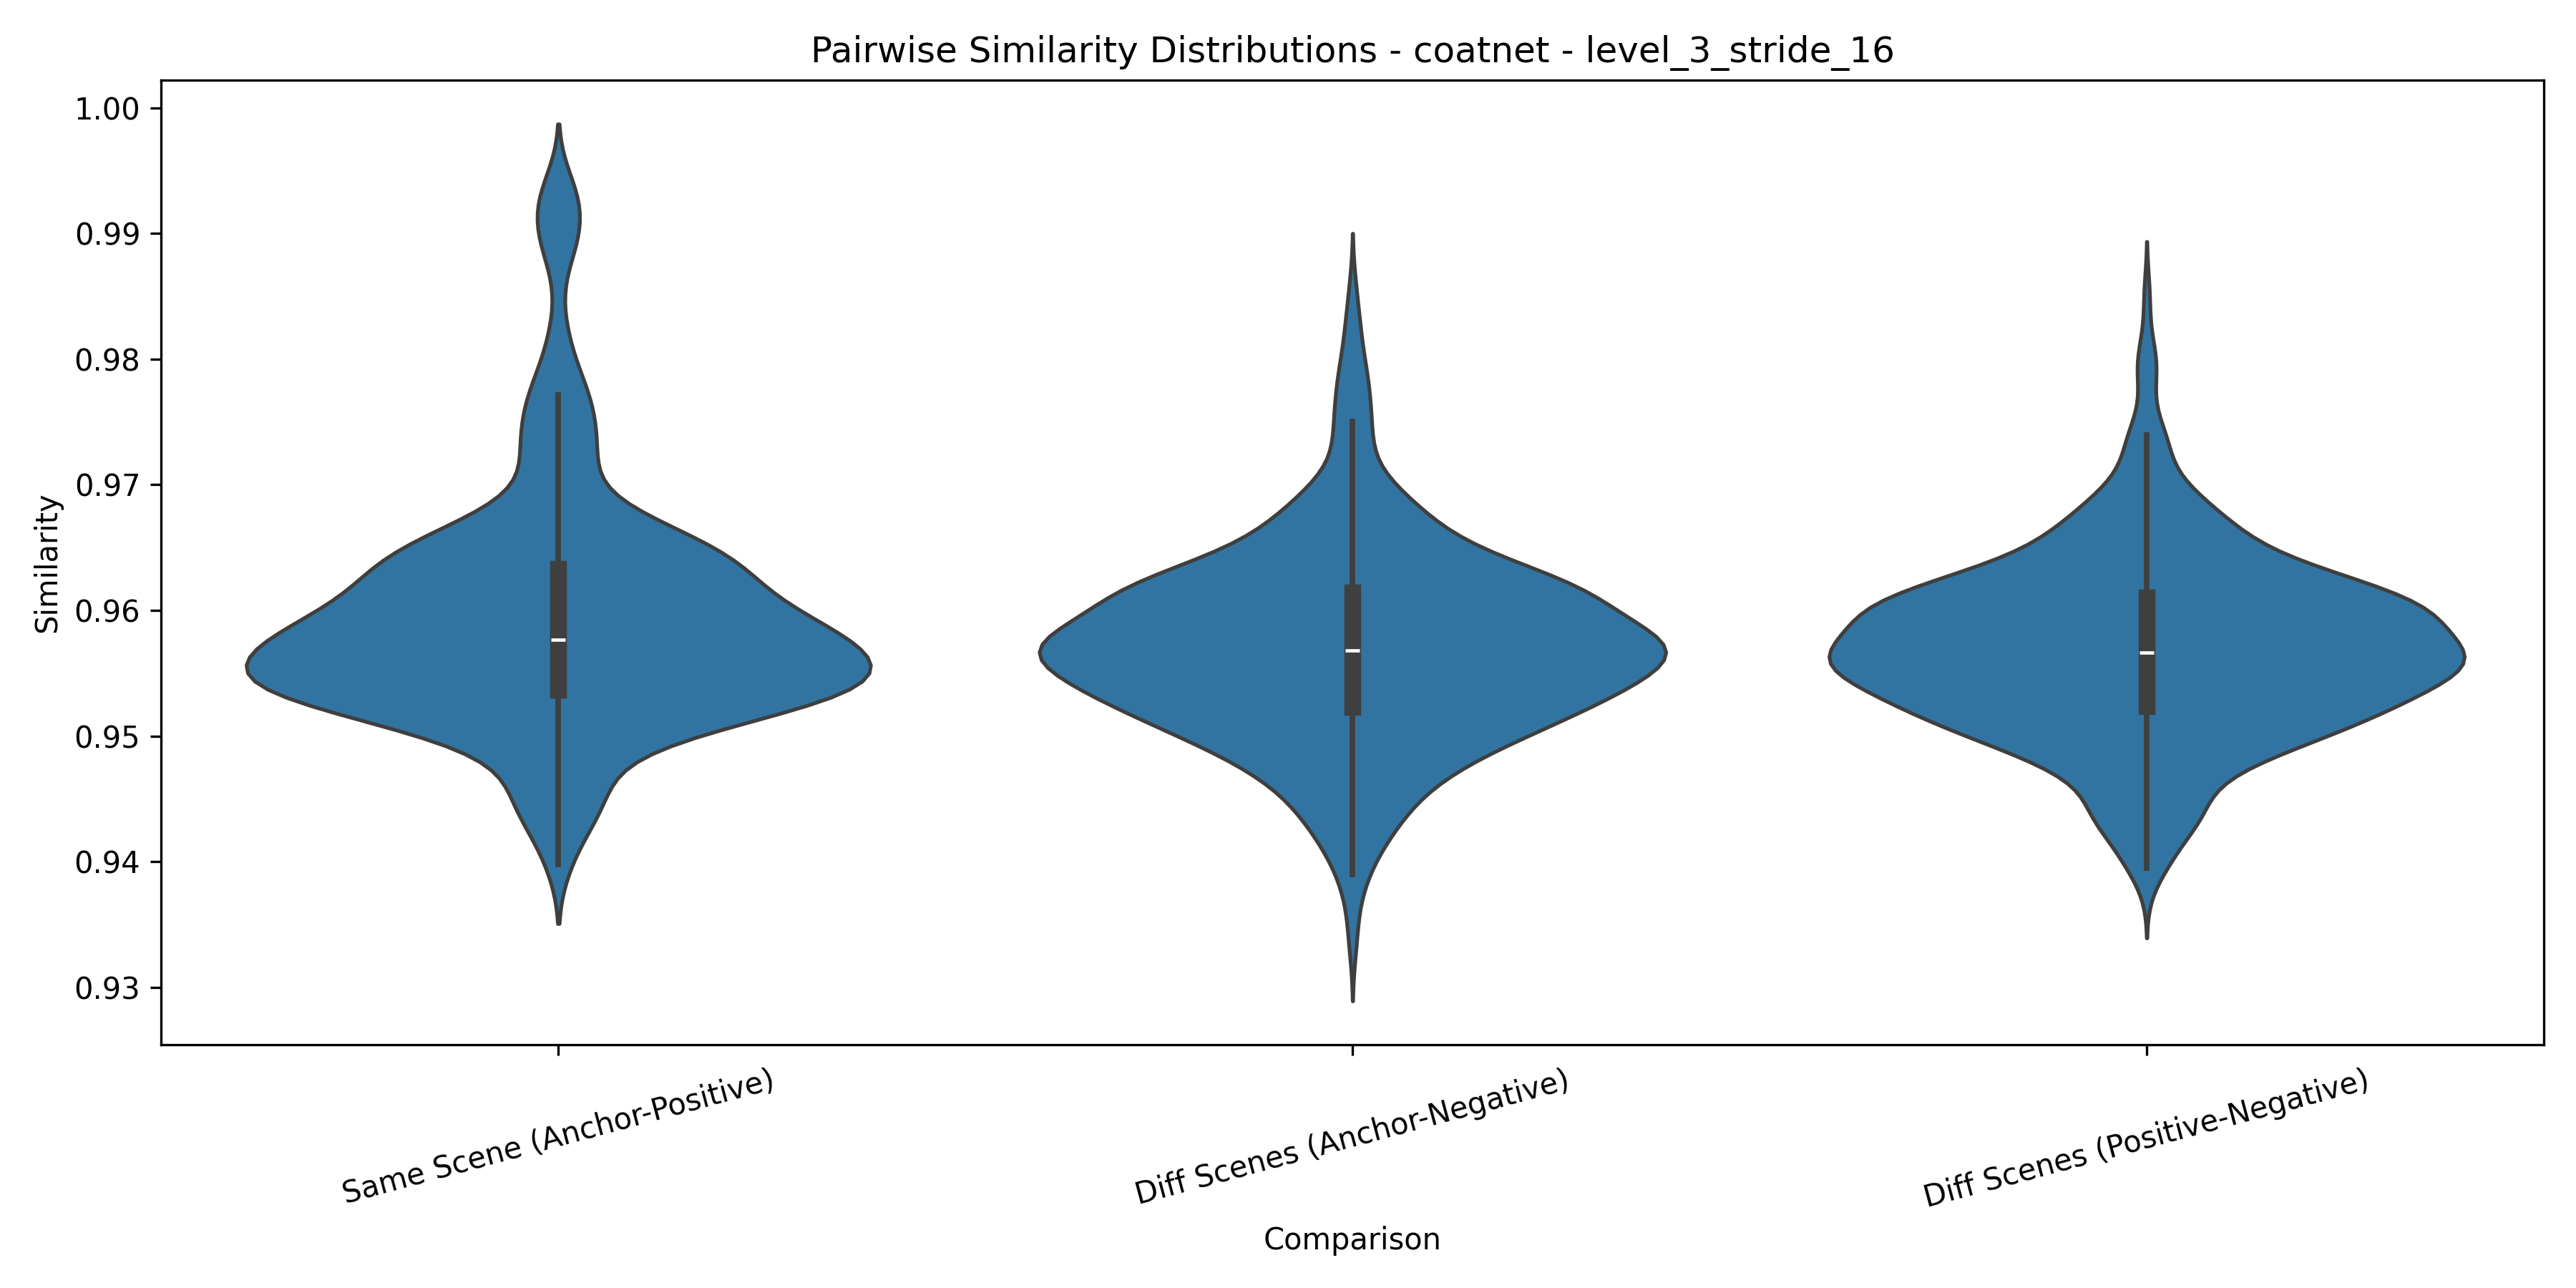 Pairwise Similarity Distributions - coatnet - level_3_stride_16
1.00
0.99
0.98
0.97
0.96
0.95
0.94
0.93
Similarity
Same Scene (Anchor-Positive)
Diff Scenes (Anchor-Negative)
Diff Scenes (Positive-Negative)
Comparison